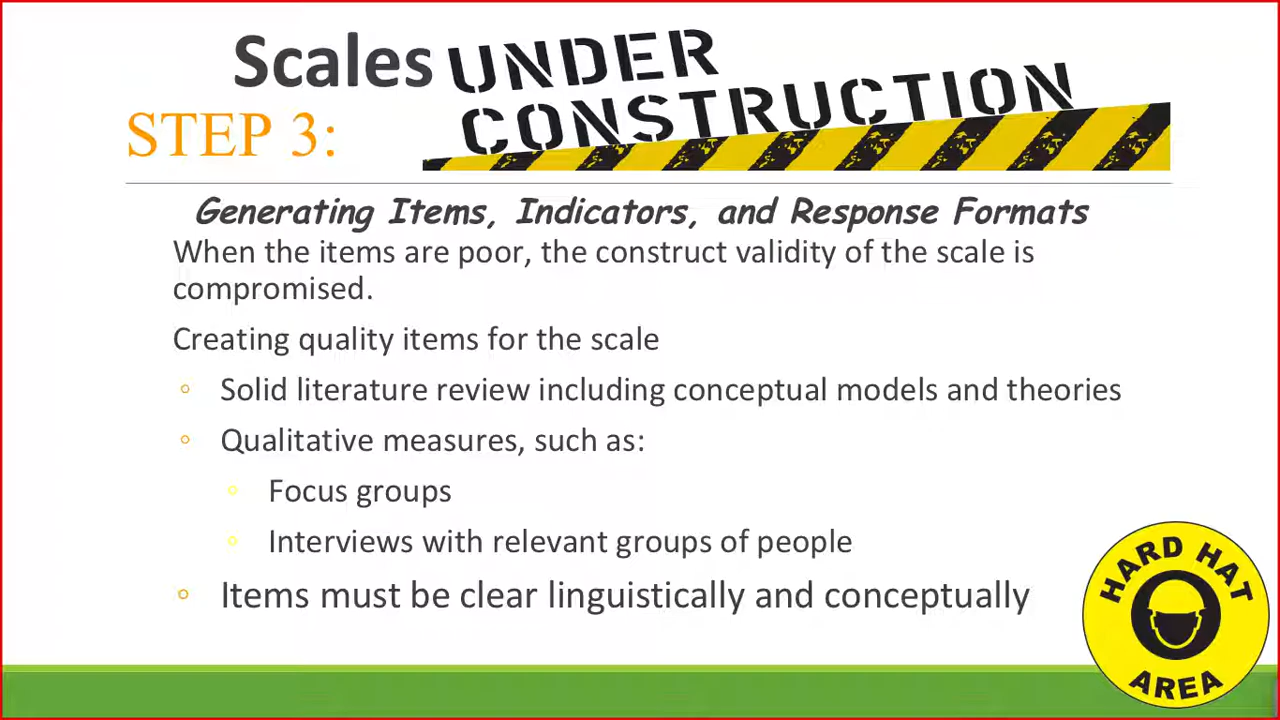 Scales UNDER
CONSTRUCTION
STEP 3:
Generating Items, Indicators, and Response Formats
When the items are poor, the construct validity of the scale is
compromised.
Creating quality items for the scale
Solid literature review including conceptual models and theories
Qualitative measures, such as:
Focus groups
Interviews with relevant groups of people
Items must be clear linguistically and conceptually
HARD HAT
AREA